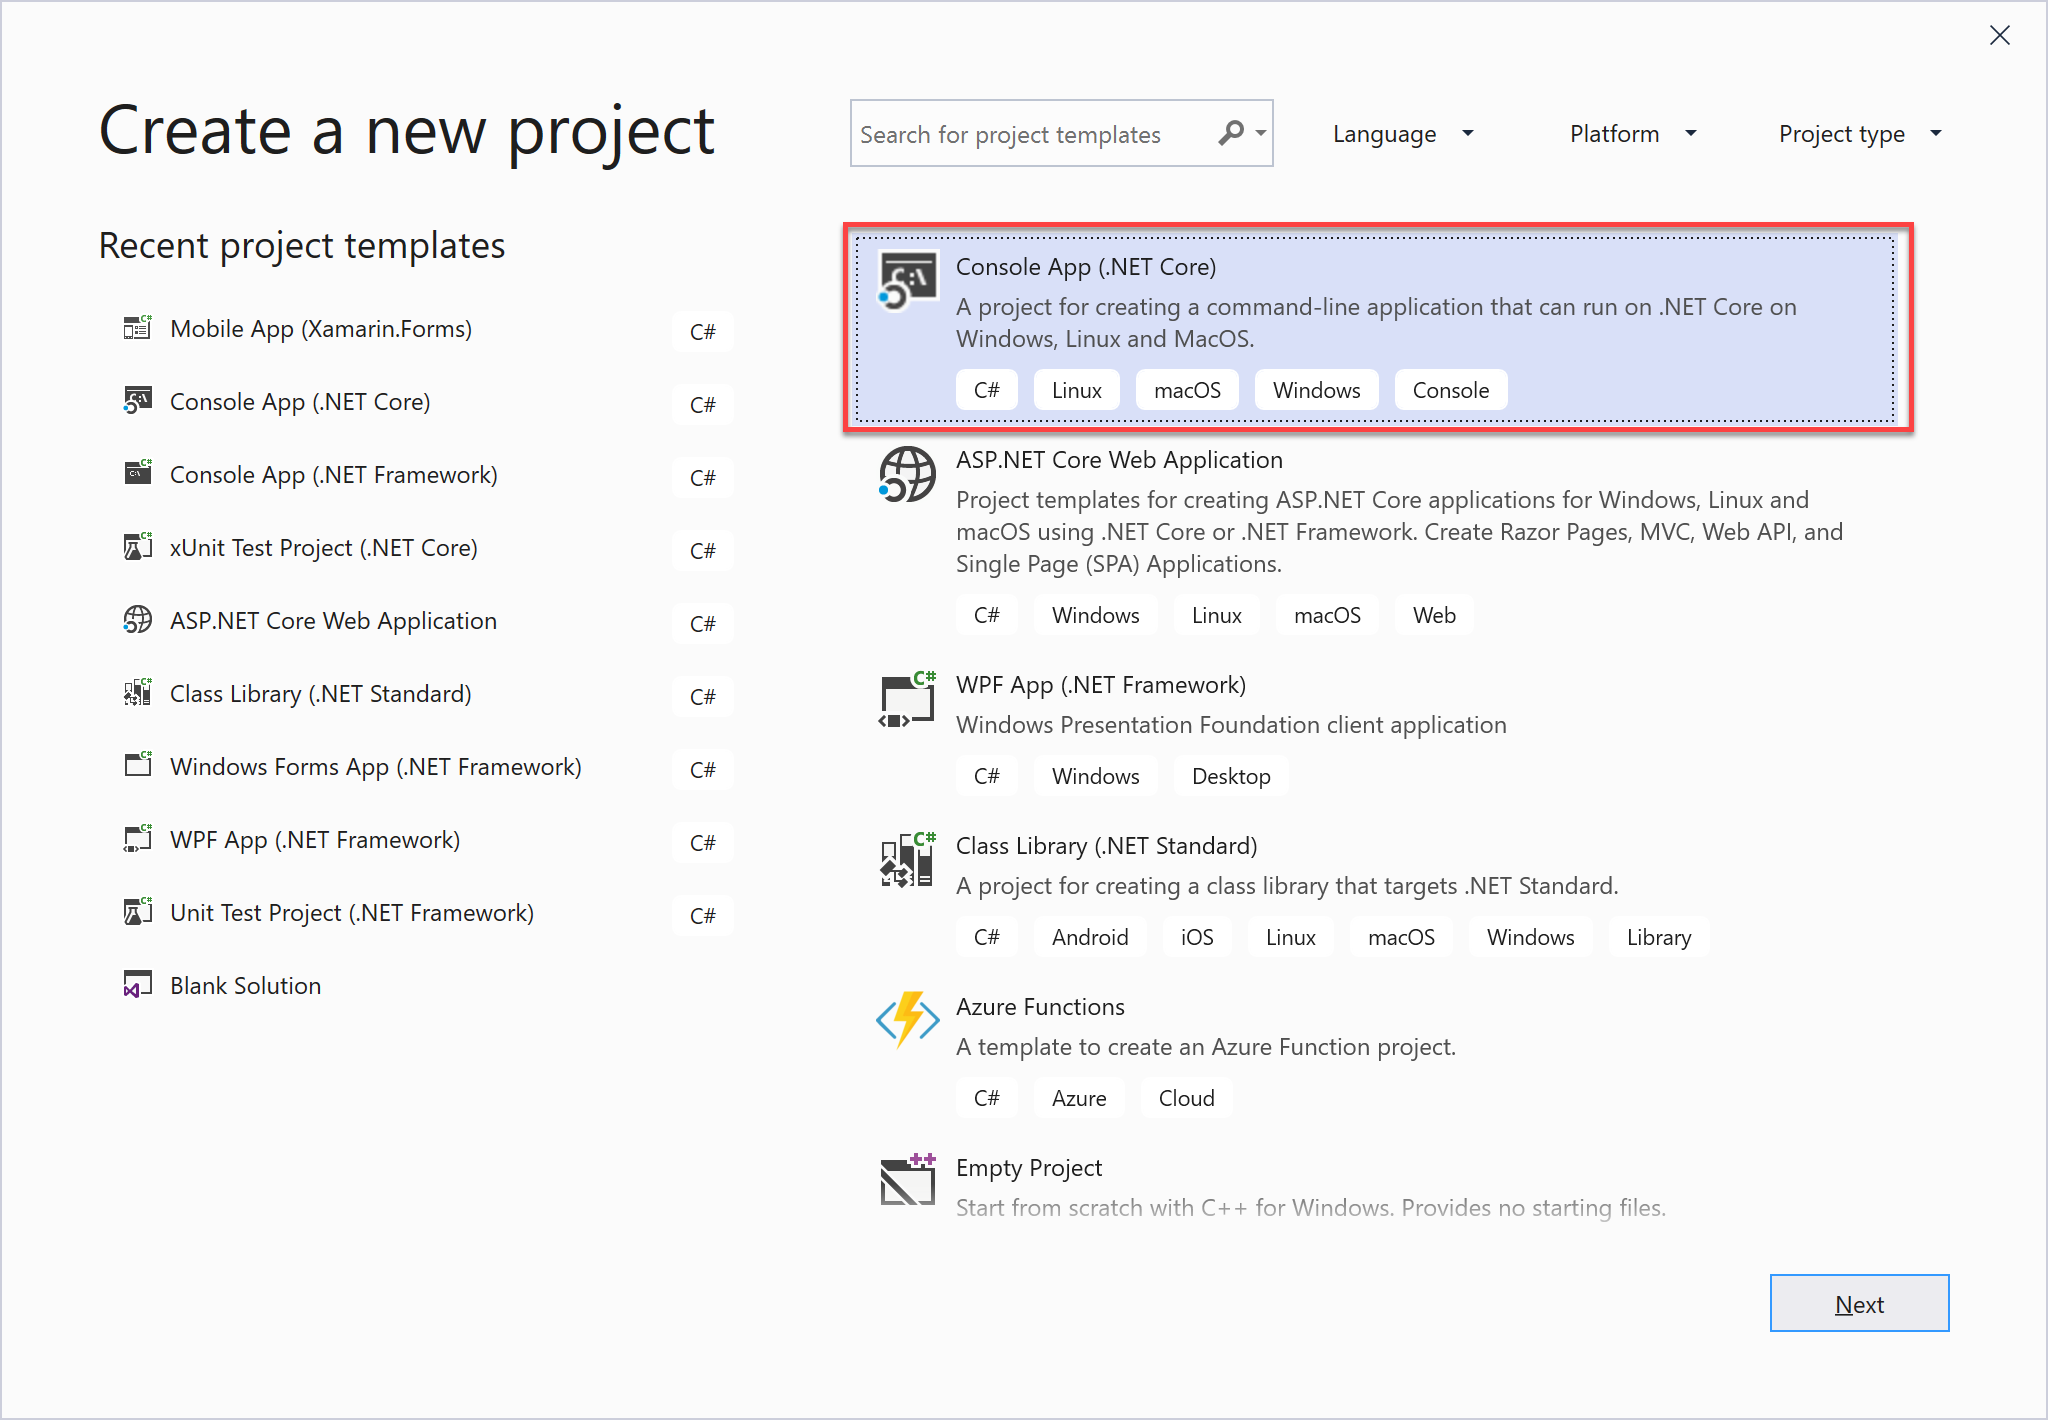 Create a new project
Search for project templates
Language
Platform
Project type
Recent project templates
Mobile App (Xamarin.Forms) C#
Console App (.NET Core) C#
Console App (.NET Framework) C#
xUnit Test Project (.NET Core) C#
ASP.NET Core Web Application C#
Class Library (.NET Standard) C#
Windows Forms App (.NET Framework) C#
WPF App (.NET Framework) C#
Unit Test Project (.NET Framework) C#
Blank Solution
Console App (.NET Core)
A project for creating a command-line application that can run on .NET Core on
Windows, Linux and MacOS.
C# Linux macOS Windows Console
ASP.NET Core Web Application
Project templates for creating ASP.NET Core applications for Windows, Linux and
macOS using .NET Core or .NET Framework. Create Razor Pages, MVC, Web API, and
Single Page (SPA) Applications.
C# Windows Linux macOS Web
WPF App (.NET Framework)
Windows Presentation Foundation client application
C# Windows Desktop
Class Library (.NET Standard)
A project for creating a class library that targets .NET Standard.
C# Android iOS Linux macOS Windows Library
Azure Functions
A template to create an Azure Function project.
C# Azure Cloud
Empty Project
Start from scratch with C++ for Windows. Provides no starting files.
Next